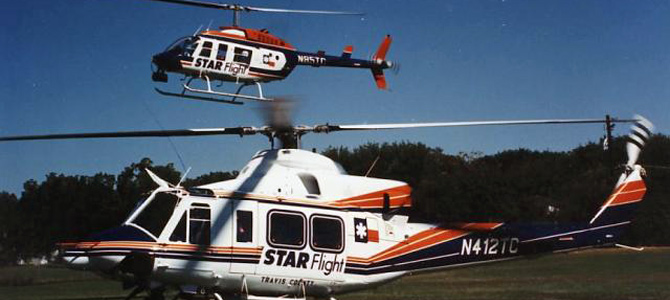 N85TC
STAR Flight
STAR Flight
TRAVIS COUNTY
N412TC